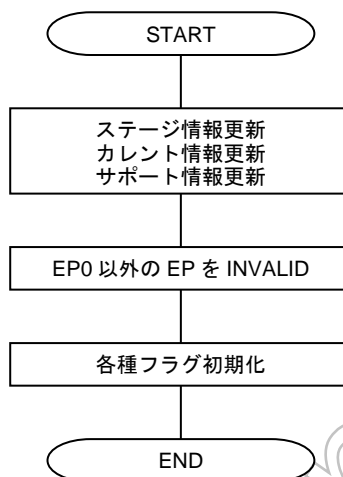 START
ステージ情報更新
カレント情報更新
サポート情報更新
EP0 以外の EP を INVALID
各種フラグ初期化
END